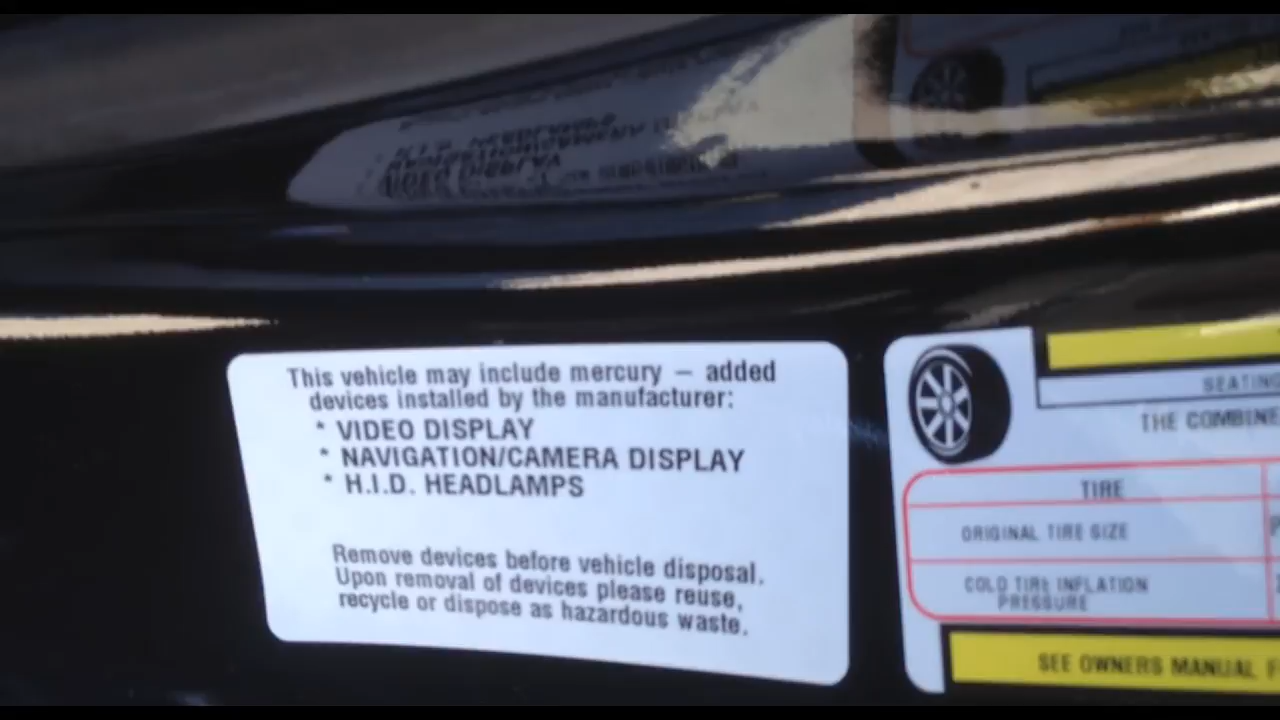 This vehicle may include mercury — added
devices installed by the manufacturer:
* VIDEO DISPLAY
* NAVIGATION/CAMERA DISPLAY
* H.I.D. HEADLAMPS
Remove devices before vehicle disposal.
Upon removal of devices please reuse,
recycle or dispose as hazardous waste.
SEATING
THE COMBINE
TIRE
ORIGINAL TIRE SIZE
COLD TIRE INFLATION
PRESSURE
SEE OWNERS MANUAL F